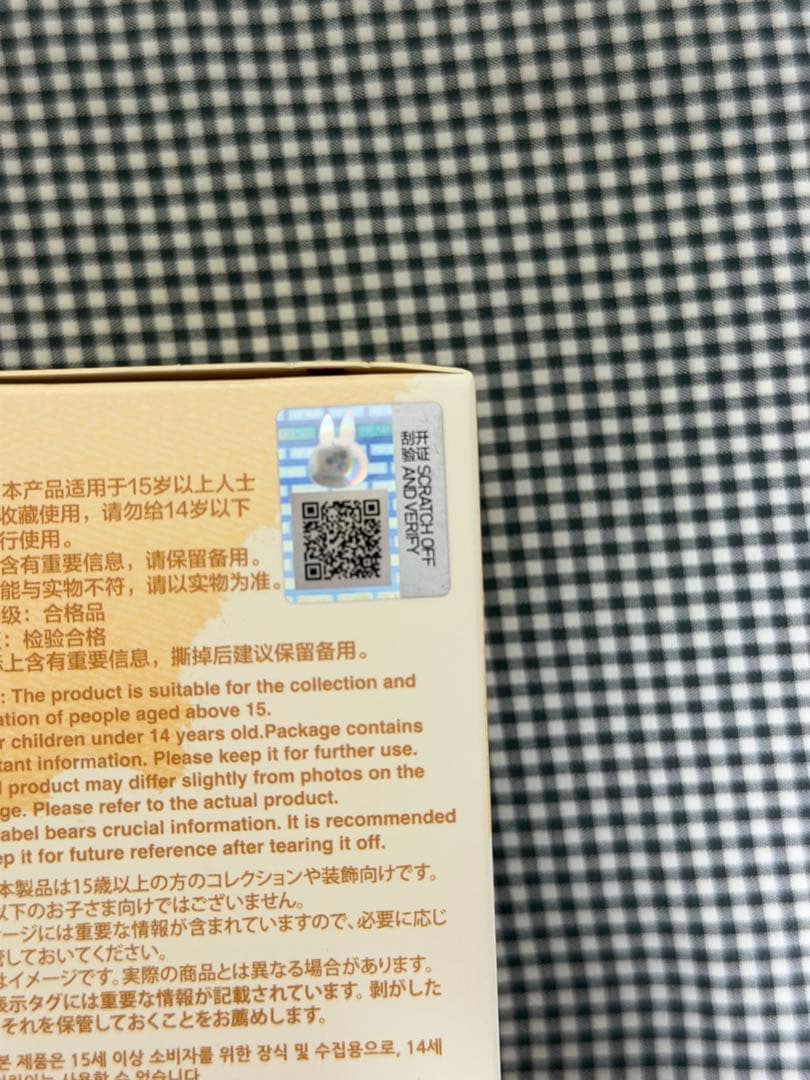 本产品适用于15岁以上人士
收藏使用，请勿给14岁以下
行使用。
含有重要信息，请保留备用。
能与实物不符，请以实物为准。
级：合格品
：检验合格
上含有重要信息，撕掉后建议保留备用。
: The product is suitable for the collection and
ation of people aged above 15.
r children under 14 years old.Package contains
tant information. Please keep it for further use.
l product may differ slightly from photos on the
ge. Please refer to the actual product.
label bears crucial information. It is recommended
ep it for future reference after tearing it off.
本製品は15歳以上の方のコレクションや装飾向けです。
以下のお子さま向けではございません。
ージには重要な情報が含まれていますので、必要に応じ
管しておいてください。
はイメージです。実際の商品とは異なる場合があります。
表示タグには重要な情報が記載されています。剥がした
それを保管しておくことをお薦めします。
본 제품은 15세 이상 소비자를 위한 장식 및 수집용으로, 14세
어린이는 사용할 수 없습니다.
刮开
验证
SCRATCH OFF
AND VERIFY